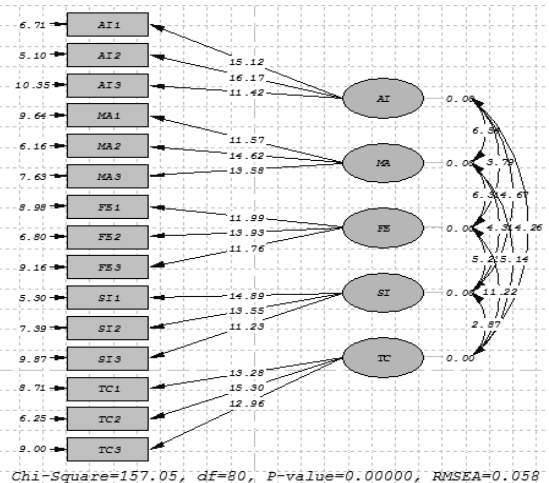 6.71 AI1
5.10 AI2
10.35 AI3
9.64 MA1
6.16 MA2
7.63 MA3
8.98 FE1
6.80 FE2
9.16 FE3
5.30 SI1
7.39 SI2
9.87 SI3
8.71 TC1
6.25 TC2
9.00 TC3
15.12
16.17
11.42
11.57
14.62
13.58
11.99
13.93
11.76
14.89
13.55
11.23
13.28
15.30
12.96
AI 0.00
MA 0.00
FE 0.00
SI 0.00
TC 0.00
3.79
4.26
5.14
11.22
2.87
Chi-Square=157.05, df=80, P-value=0.00000, RMSEA=0.058